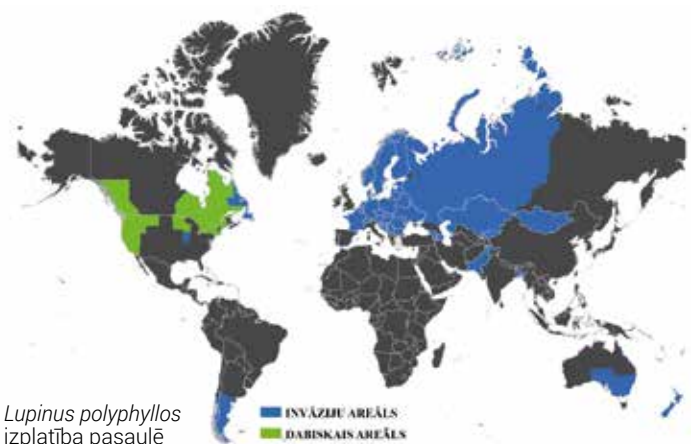 Lupinus polyphyllos
izplatība pasaulē
INVĀZIJU AREĀLS
DABISKAIS AREĀLS